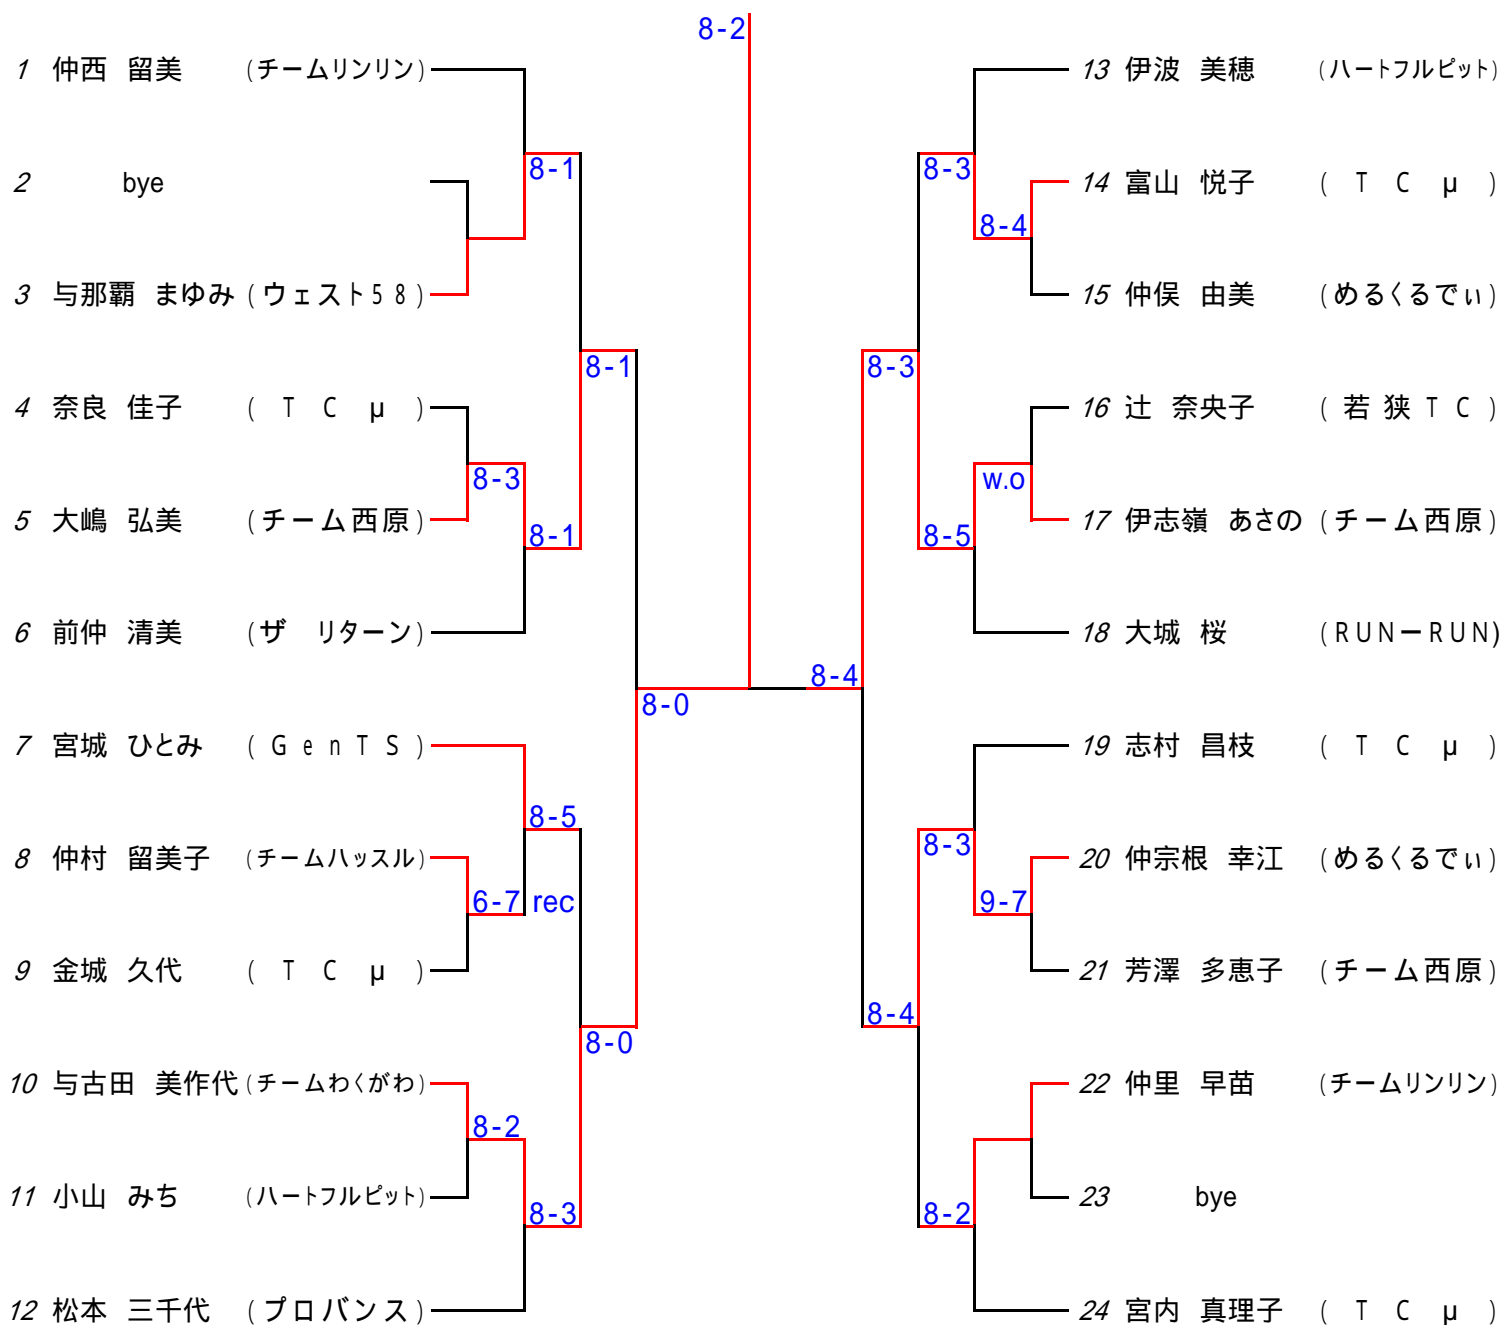 8-2
1 仲西 留美 (チームリンリン)
8-1
2 bye
3 与那覇 まゆみ (ウェスト58)
8-1
4 奈良 佳子 ( T C μ )
8-3
5 大嶋 弘美 (チーム西原)
8-1
6 前仲 清美 (ザ リターン)
8-0
7 宮城 ひとみ ( G e n T S )
8-5
8 仲村 留美子 (チームハッスル)
6-7 rec
9 金城 久代 ( T C μ )
8-0
10 与古田 美作代 (チームわくがわ)
8-2
11 小山 みち (ハートフルピット)
8-3
12 松本 三千代 (プロバンス)
13 伊波 美穂 (ハートフルピット)
8-3
14 富山 悦子 ( T C μ )
8-4
15 仲俣 由美 (めるくるでぃ)
8-3
16 辻 奈央子 (若狭TC)
w.o
17 伊志嶺 あさの (チーム西原)
8-5
18 大城 桜 (RUN－RUN)
8-4
19 志村 昌枝 ( T C μ )
8-3
20 仲宗根 幸江 (めるくるでぃ)
9-7
21 芳澤 多恵子 (チーム西原)
8-4
22 仲里 早苗 (チームリンリン)
23 bye
8-2
24 宮内 真理子 ( T C μ )